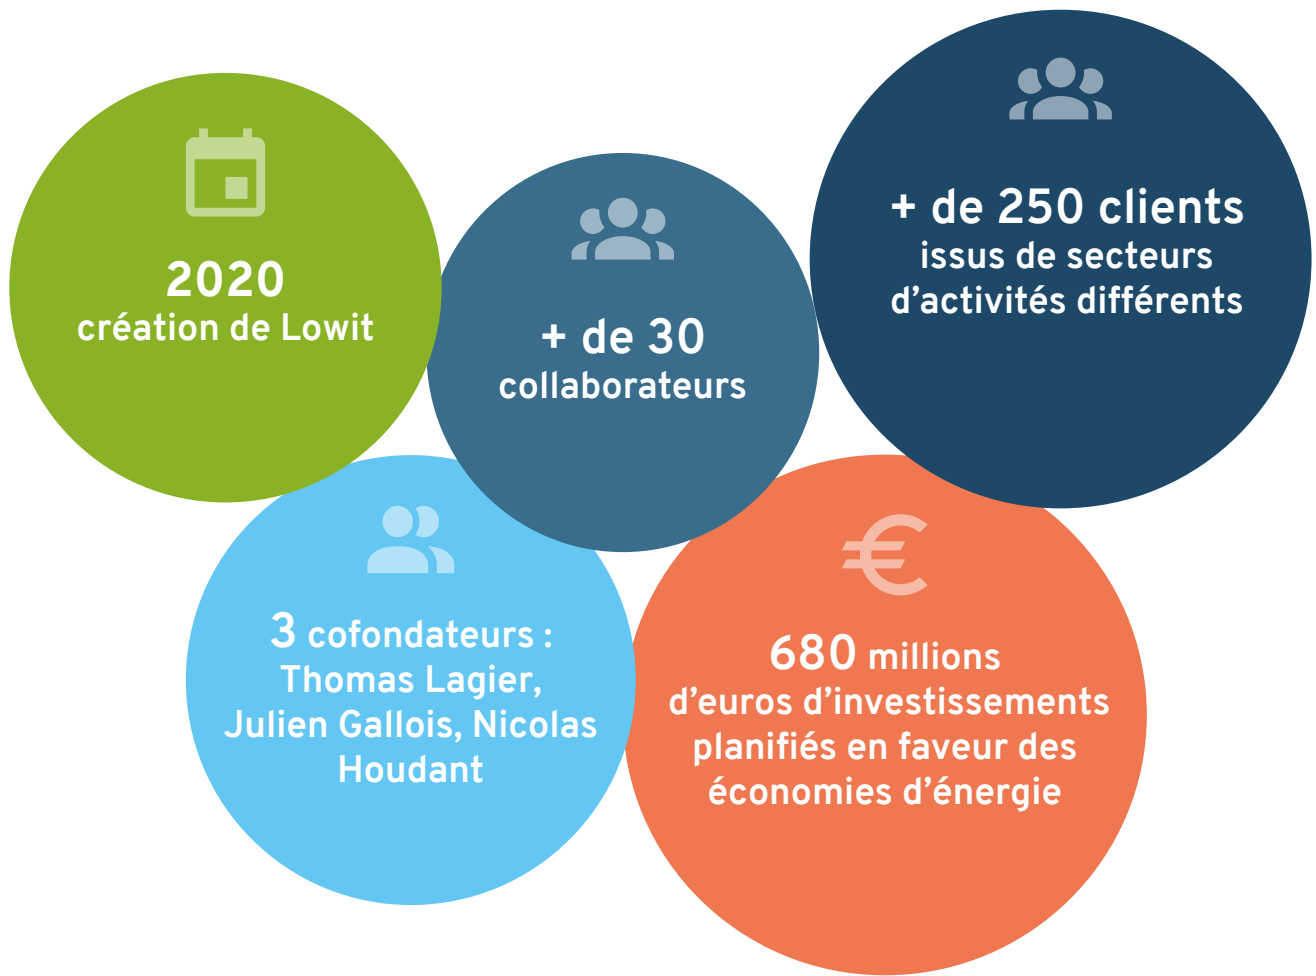 2020
création de Lowit
+ de 30
collaborateurs
+ de 250 clients
issus de secteurs
d’activités différents
3 cofondateurs :
Thomas Lagier,
Julien Gallois, Nicolas
Houdant
680 millions
d’euros d’investissements
planifiés en faveur des
économies d’énergie